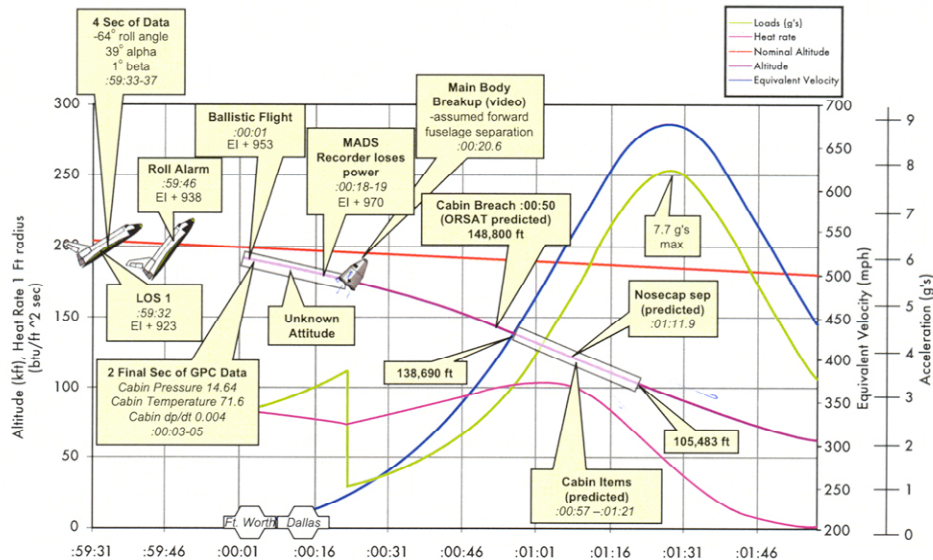 4 Sec of Data
-64° roll angle
39° alpha
1° beta
:59:33-37
Loads (g's)
Heat rate
Nominal Altitude
Altitude
Equivalent Velocity
Main Body
Breakup (video)
-assumed forward
fuselage separation
:00:20.6
Ballistic Flight
:00:01
EI + 953
MADS
Recorder loses
power
:00:18-19
EI + 970
Roll Alarm
:59:46
EI + 938
Cabin Breach :00:50
(ORSAT predicted)
148,800 ft
7.7 g's
max
LOS 1
:59:32
EI + 923
Unknown
Attitude
Nosecap sep
(predicted)
:01:11.9
2 Final Sec of GPC Data
Cabin Pressure 14.64
Cabin Temperature 71.6
Cabin dp/dt 0.004
:00:03-05
138,690 ft
105,483 ft
Cabin Items
(predicted)
:00:57 –:01:21
Ft. Worth
Dallas
Altitude (kft), Heat Rate 1 Ft radius
(btu/ft ^2 sec)
300
250
200
150
100
50
0
:59:31
:59:46
:00:01
:00:16
:00:31
:00:46
:01:01
:01:16
:01:31
:01:46
700
650
600
550
500
450
400
350
300
250
200
Equivalent Velocity (mph)
9
8
7
6
5
4
3
2
1
0
Acceleration (g's)